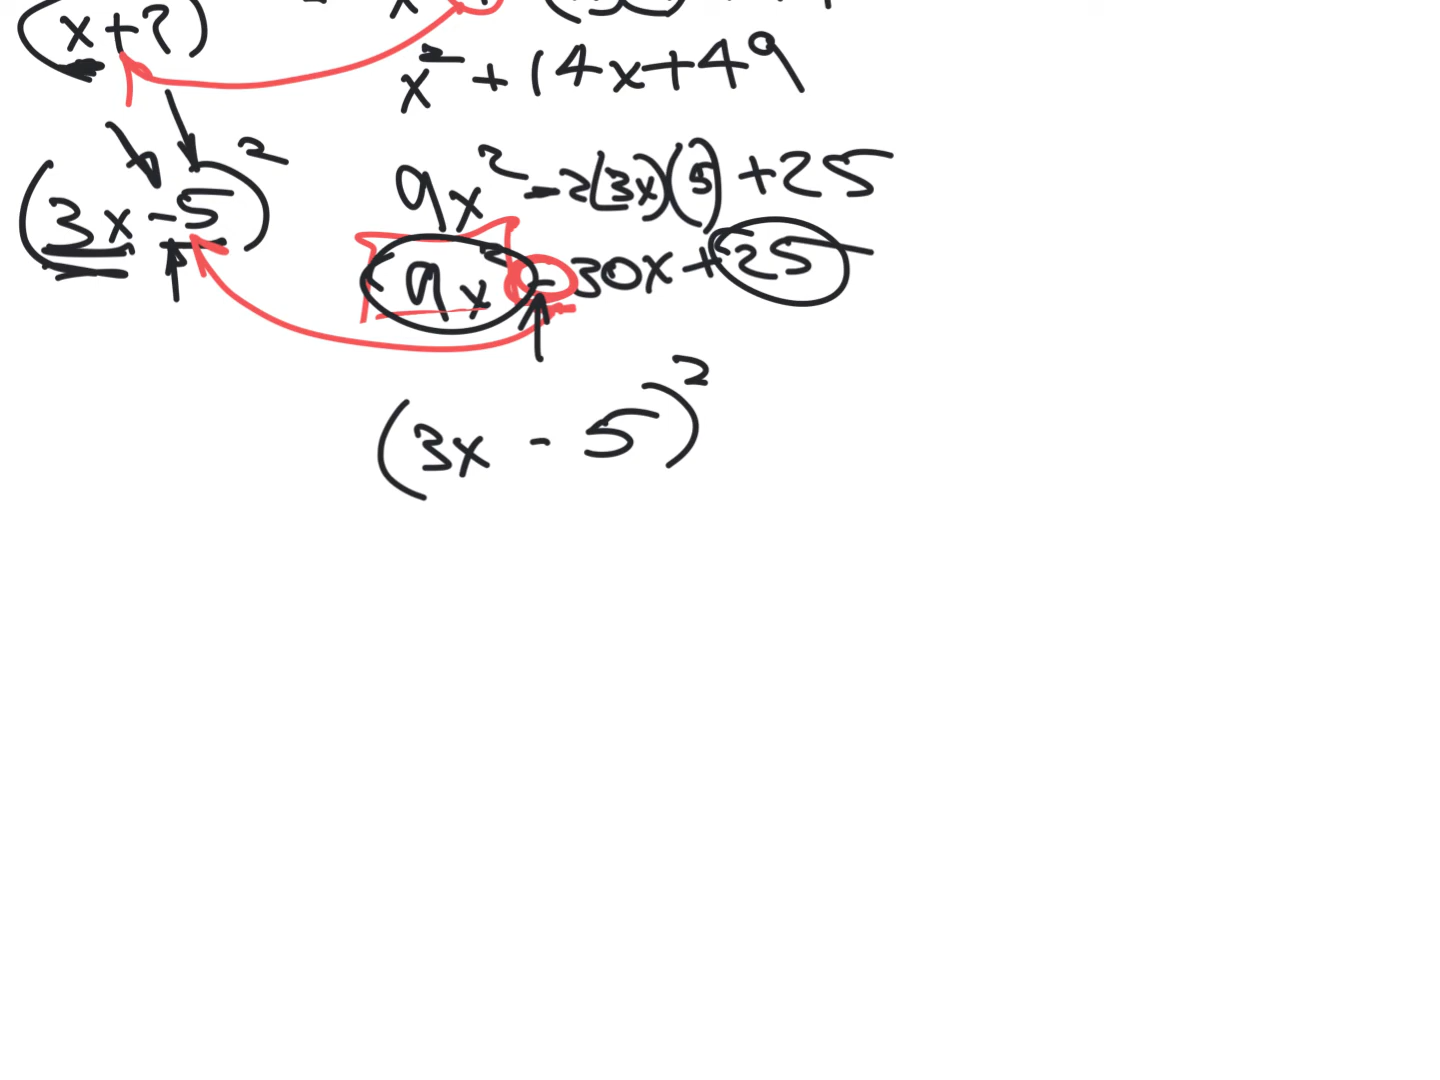 (x+?)
x² + 14x + 49
(3x - 5)²
9x² - 2(3x)(5) + 25
9x² - 30x + 25
(3x - 5)²